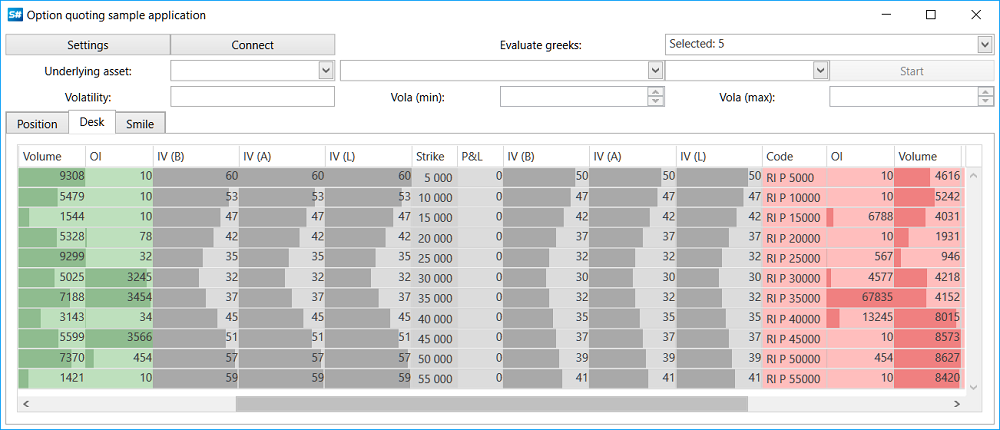 S# Option quoting sample application
Settings Connect Evaluate greeks: Selected: 5
Underlying asset: Start
Volatility: Vola (min): Vola (max):
Position Desk Smile
Volume OI IV (B) IV (A) IV (L) Strike P&L IV (B) IV (A) IV (L) Code OI Volume
9308 10 60 60 60 5 000 0 50 50 50 RI P 5000 10 4616
5479 10 53 53 53 10 000 0 47 47 47 RI P 10000 10 5242
1544 10 47 47 47 15 000 0 42 42 42 RI P 15000 6788 4031
5328 78 42 42 42 20 000 0 37 37 37 RI P 20000 10 1931
9299 32 35 35 35 25 000 0 32 32 32 RI P 25000 567 946
5025 3245 32 32 32 30 000 0 30 30 30 RI P 30000 4577 4218
7188 3454 37 37 37 35 000 0 32 32 32 RI P 35000 67835 4152
3143 34 45 45 45 40 000 0 35 35 35 RI P 40000 13245 8015
5599 3566 51 51 51 45 000 0 37 37 37 RI P 45000 10 8573
7370 454 57 57 57 50 000 0 39 39 39 RI P 50000 454 8627
1421 10 59 59 59 55 000 0 41 41 41 RI P 55000 10 8420